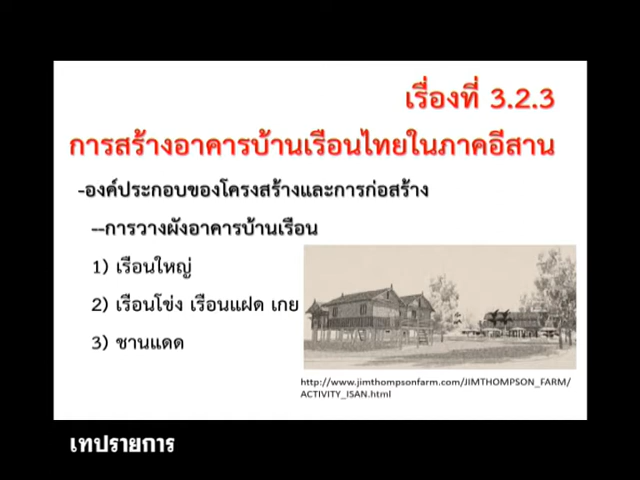 เรื่องที่ 3.2.3
การสร้างอาคารบ้านเรือนไทยในภาคอีสาน
-องค์ประกอบของโครงสร้างและการก่อสร้าง
--การวางผังอาคารบ้านเรือน
1) เรือนใหญ่
2) เรือนโข่ง เรือนแฝด เกย
3) ชานแดด
http://www.jimthompsonfarm.com/JIMTHOMPSON_FARM/
ACTIVITY_ISAN.html
เทปรายการ